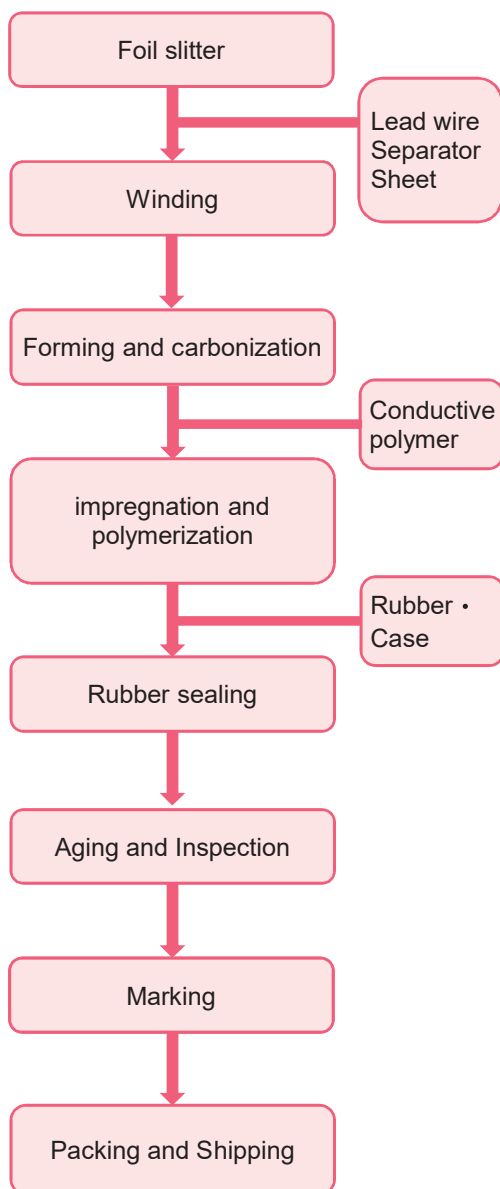 Foil slitter
Lead wire
Separator
Sheet
Winding
Forming and carbonization
Conductive
polymer
impregnation and
polymerization
Rubber・
Case
Rubber sealing
Aging and Inspection
Marking
Packing and Shipping